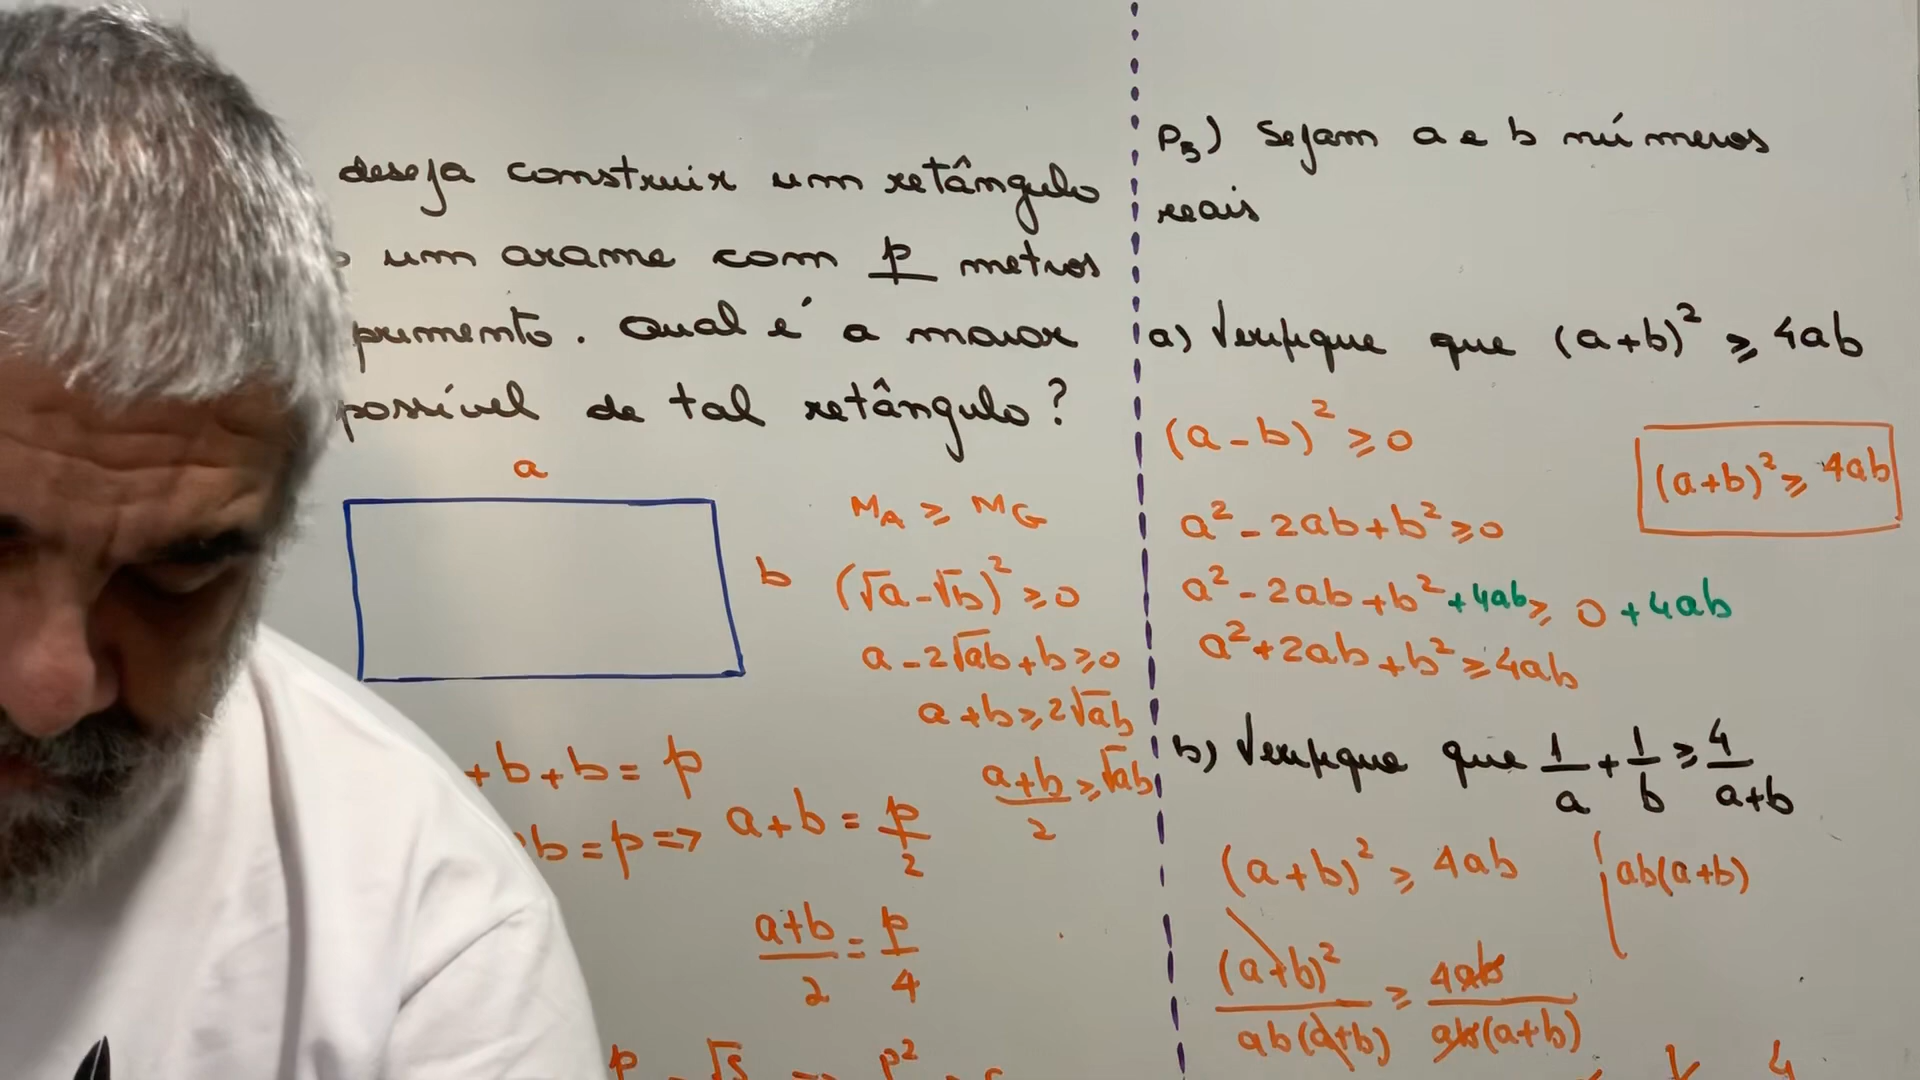 deseja construir um retângulo
um arame com p metros
primento. Qual é a maior
possível de tal retângulo?
a
b
M_A ≥ M_G
(√a - √b)² ≥ 0
a - 2√ab + b ≥ 0
a + b ≥ 2√ab
(a+b)/2 ≥ √ab
+ b + b = p
b = p => a + b = p/2
(a+b)/2 = p/4
p √s p²
P3) Sejam a e b números
reais
a) Verifique que (a+b)² ≥ 4ab
(a - b)² ≥ 0
(a+b)² ≥ 4ab
a² - 2ab + b² ≥ 0
a² - 2ab + b² + 4ab ≥ 0 + 4ab
a² + 2ab + b² ≥ 4ab
b) Verifique que 1/a + 1/b ≥ 4/(a+b)
(a+b)² ≥ 4ab
ab(a+b)
(a+b)²/(ab(a+b)) ≥ 4ab/(ab(a+b))
4